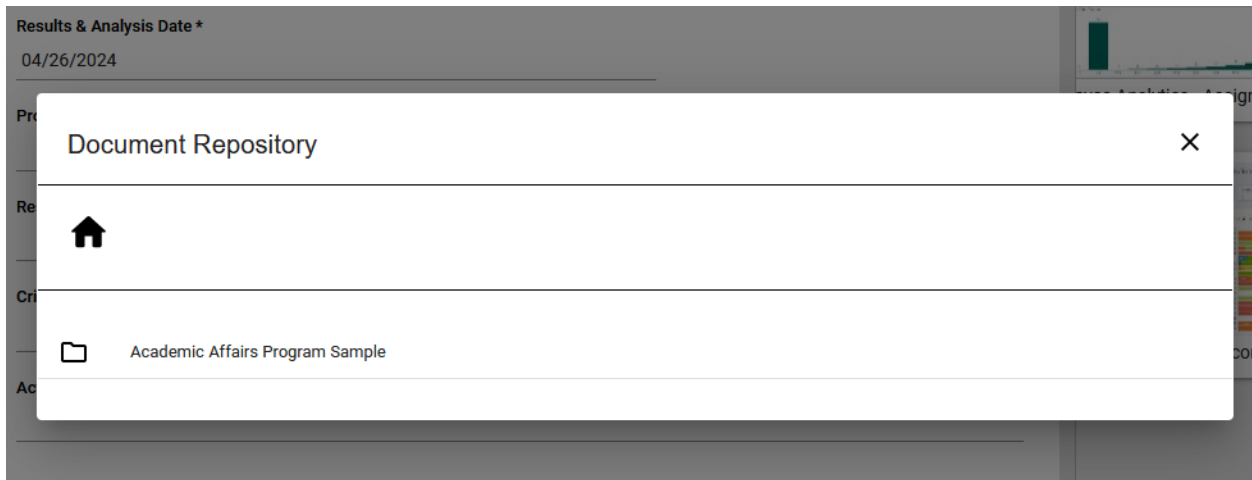 Results & Analysis Date *
04/26/2024
Document Repository
Academic Affairs Program Sample